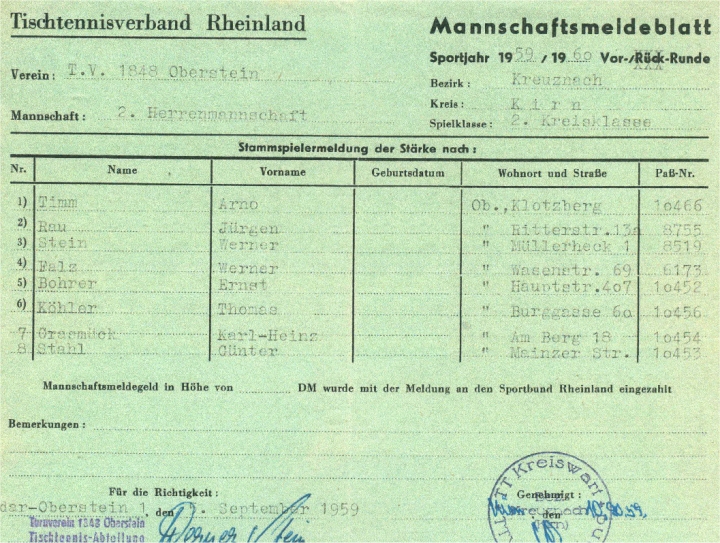 Tischtennisverband Rheinland
Mannschaftsmeldeblatt
Sportjahr 1959/1960 Vor-/Rück-Runde
Verein: T.V. 1848 Oberstein
Bezirk: Kreuznach
Kreis: Kirn
Mannschaft: 2. Herrenmannschaft
Spielklasse: 2. Kreisklasse
Stammspielermeldung der Stärke nach:
Nr. Name Vorname Geburtsdatum Wohnort und Straße Paß-Nr.
1) Timm Arno Ob., Klotzberg 1o466
2) Rau Jürgen " Ritterstr.13a 8755
3) Stein Werner " Müllerheck 1 8519
4) Falz Werner " Wasenstr. 69 6173
5) Bohrer Ernst " Hauptstr.4o7 1o452
6) Köhler Thomas " Burggasse 6o 1o456
7 Grasmück Karl-Heinz " Am Berg 18 1o454
8 Stahl Günter " Mainzer Str. 1o453
Mannschaftsmeldegeld in Höhe von DM wurde mit der Meldung an den Sportbund Rheinland eingezahlt
Bemerkungen:
Für die Richtigkeit: Genehmigt:
dar-Oberstein 1, den . September 1959 , den
Turnverein 1848 Oberstein
Tischtennis-Abteilung
Werner Stein
Kreiswart